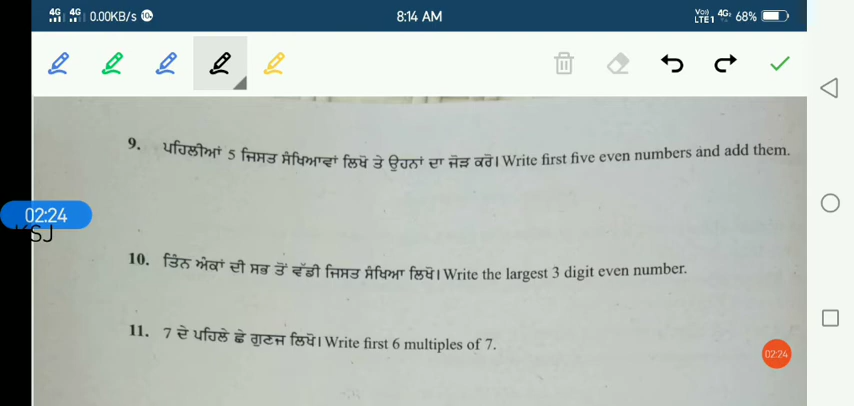 4G 4G 0.00KB/s 8:14 AM VoLTE1 4G 68%
9. ਪਹਿਲੀਆਂ 5 ਜਿਸਤ ਸੰਖਿਆਵਾਂ ਲਿਖੋ ਤੇ ਉਹਨਾਂ ਦਾ ਜੋੜ ਕਰੋ। Write first five even numbers and add them.
02:24
KSJ
10. ਤਿੰਨ ਅੰਕਾਂ ਦੀ ਸਭ ਤੋਂ ਵੱਡੀ ਜਿਸਤ ਸੰਖਿਆ ਲਿਖੋ। Write the largest 3 digit even number.
11. 7 ਦੇ ਪਹਿਲੇ ਛੇ ਗੁਣਜ ਲਿਖੋ। Write first 6 multiples of 7.
02:24